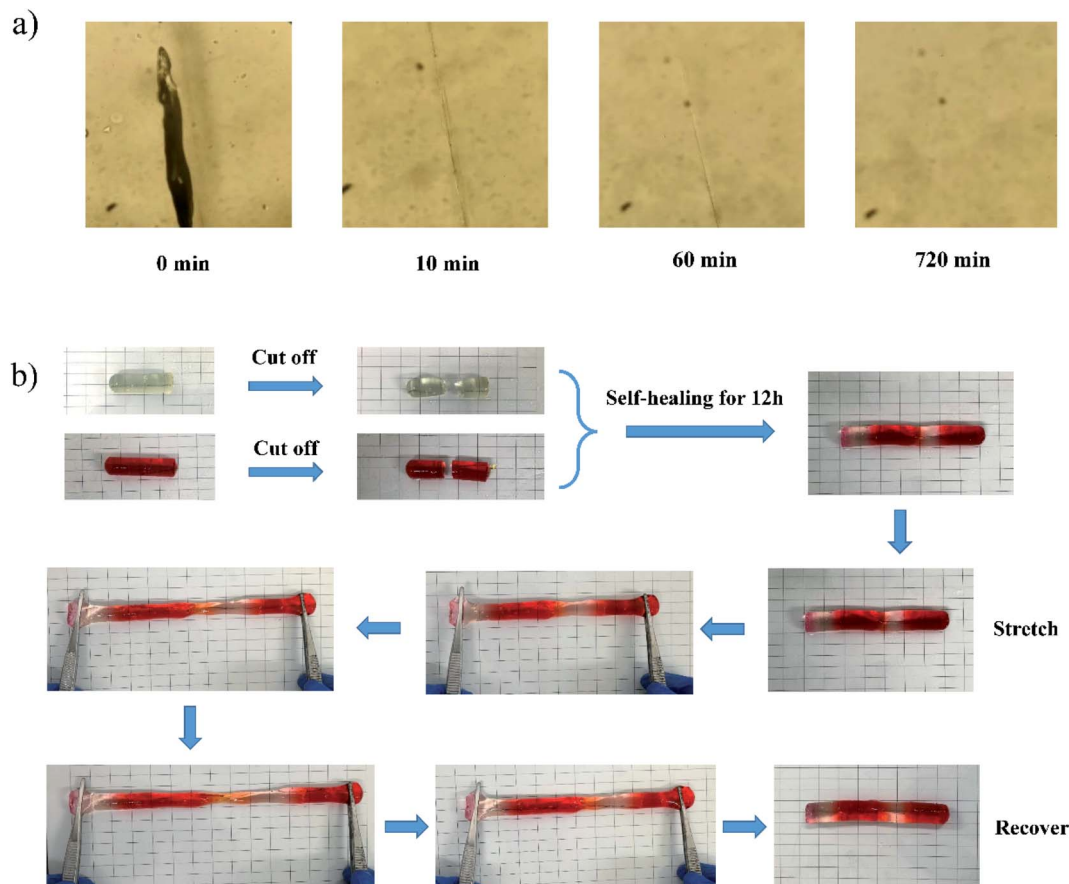 a)
0 min
10 min
60 min
720 min
b)
Cut off
Cut off
Self-healing for 12h
Stretch
Recover